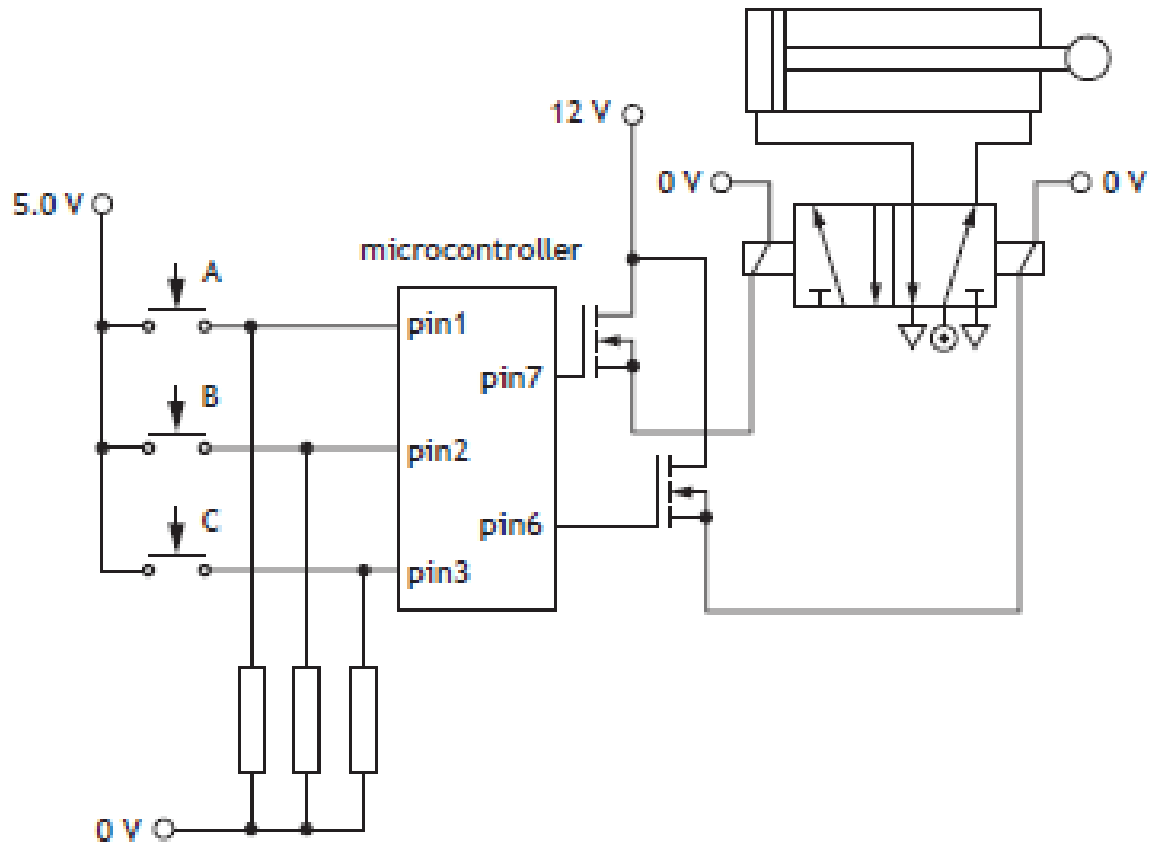 12 V
0 V
0 V
5.0 V
microcontroller
A
pin1
pin7
B
pin2
C
pin6
pin3
0 V